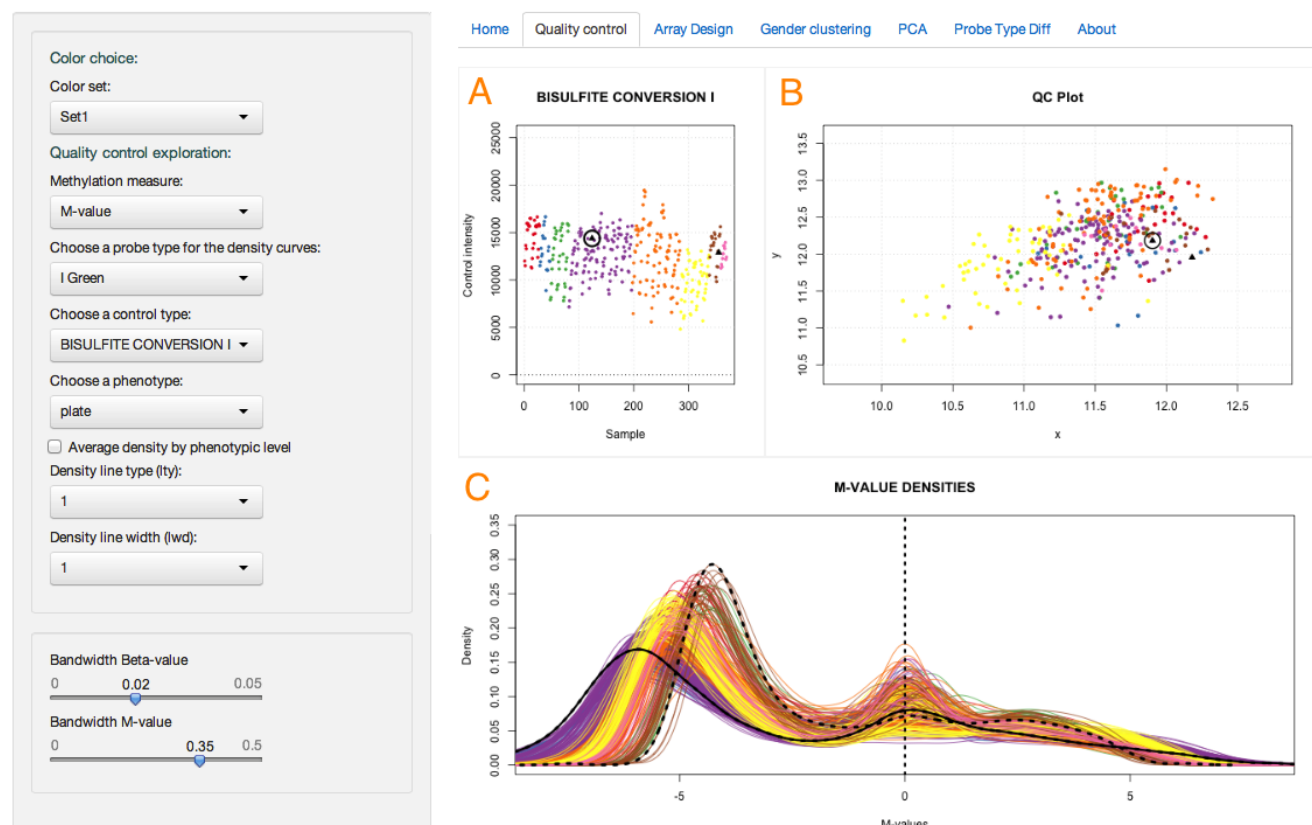 Color choice:
Color set:
Set1
Quality control exploration:
Methylation measure:
M-value
Choose a probe type for the density curves:
I Green
Choose a control type:
BISULFITE CONVERSION I
Choose a phenotype:
plate
Average density by phenotypic level
Density line type (lty):
1
Density line width (lwd):
1
Bandwidth Beta-value
0 0.02 0.05
Bandwidth M-value
0 0.35 0.5
Home Quality control Array Design Gender clustering PCA Probe Type Diff About
A
BISULFITE CONVERSION I
Control intensity
25000
20000
15000
10000
5000
0
0 100 200 300
Sample
B
QC Plot
y
13.5
13.0
12.5
12.0
11.5
11.0
10.5
10.0 10.5 11.0 11.5 12.0 12.5
x
C
M-VALUE DENSITIES
Density
0.35
0.30
0.25
0.20
0.15
0.10
0.05
0.00
-5 0 5
M-values